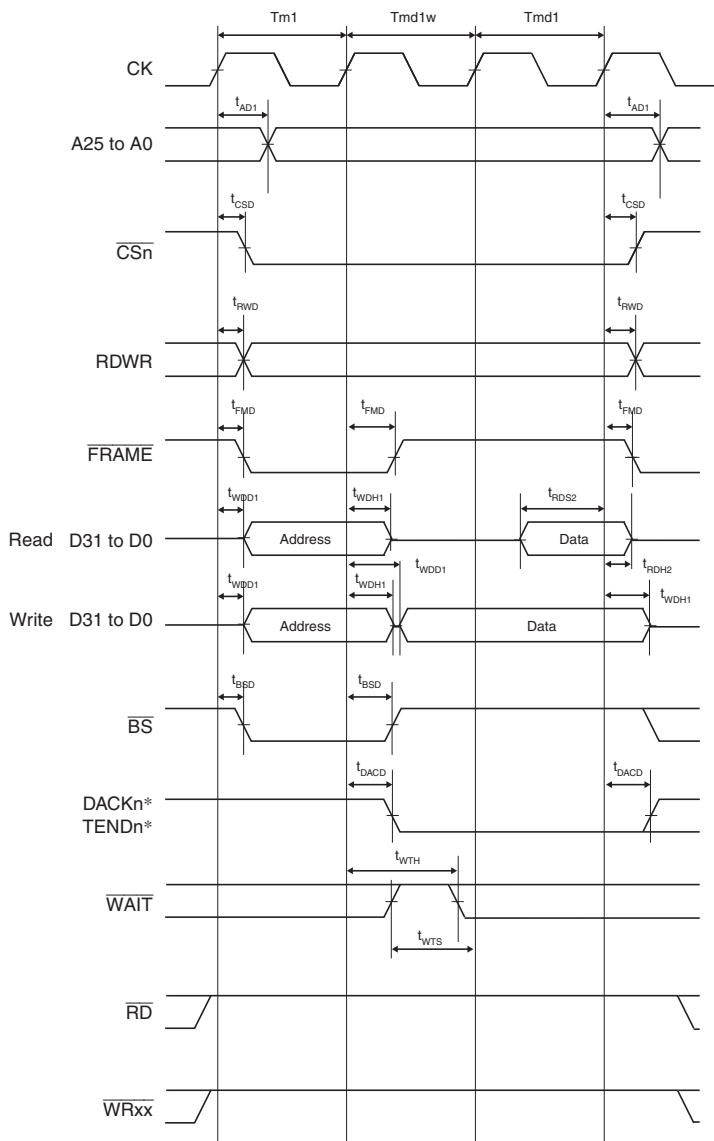 Tm1 Tmd1w Tmd1
CK
tAD1 tAD1
A25 to A0
tCSD tCSD
CSn
tRWD tRWD
RDWR
tFMD tFMD tFMD
FRAME
tWDD1 tWDH1 tRDS2
Read D31 to D0 Address Data
tWDD1 tRDH2
tWDD1 tWDH1 tWDH1
Write D31 to D0 Address Data
tBSD tBSD
BS
tDACD tDACD
DACKn*
TENDn*
tWTH
WAIT
tWTS
RD
WRxx